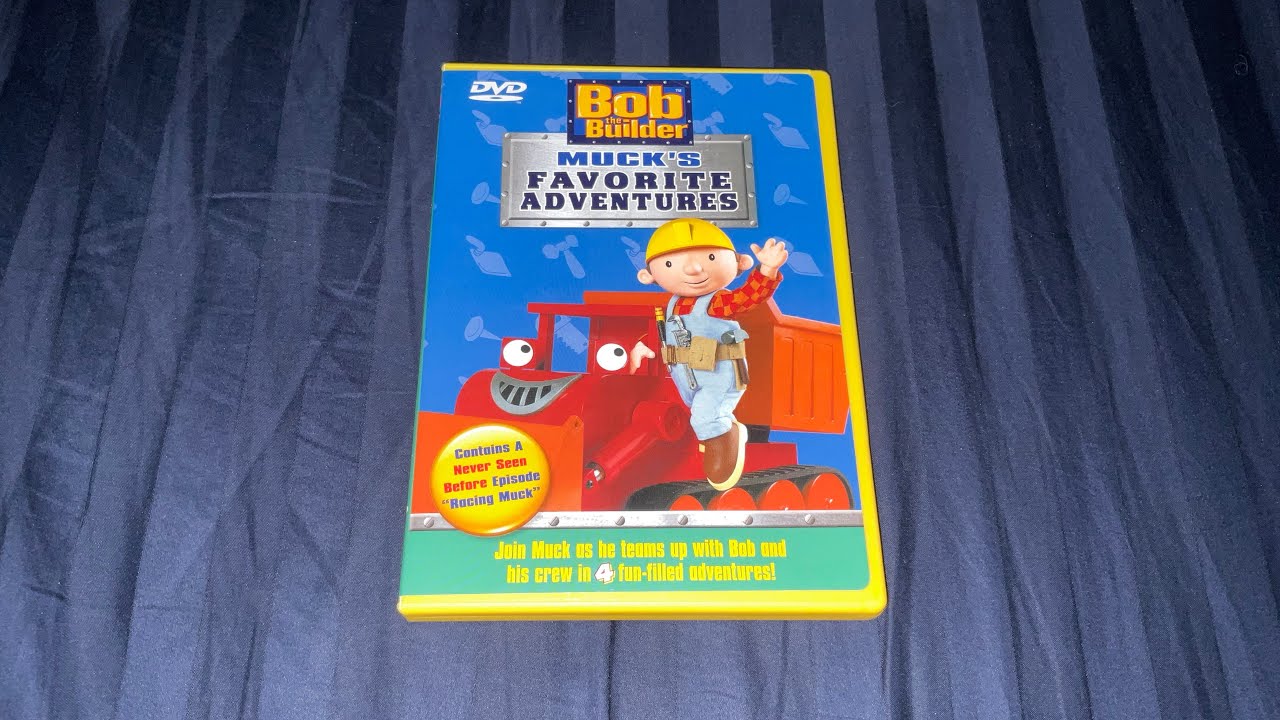 DVD
Bob
the
Builder
TM
MUCK'S
FAVORITE
ADVENTURES
Contains A
Never Seen
Before Episode
"Racing Muck"
Join Muck as he teams up with Bob and
his crew in 4 fun-filled adventures!